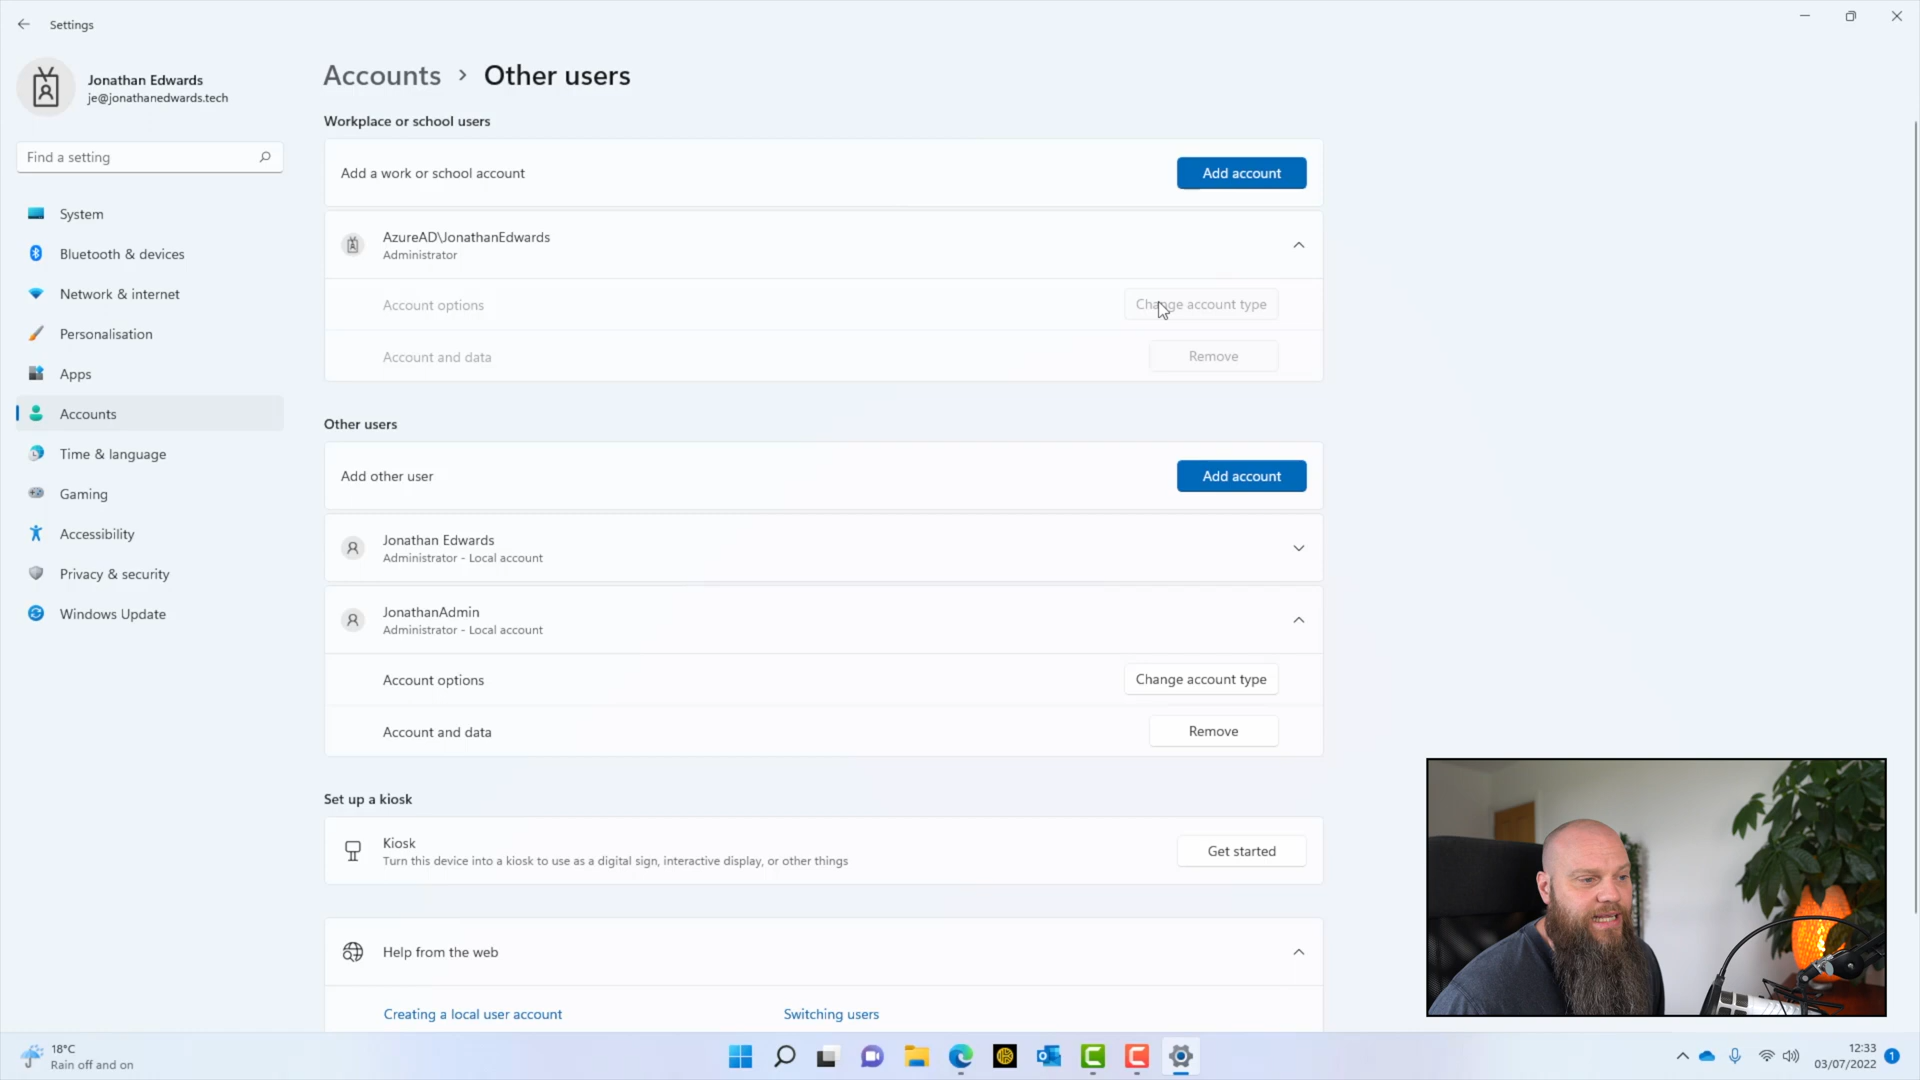 Settings
Jonathan Edwards
je@jonathanedwards.tech
Find a setting
System
Bluetooth & devices
Network & internet
Personalisation
Apps
Accounts
Time & language
Gaming
Accessibility
Privacy & security
Windows Update
Accounts > Other users
Workplace or school users
Add a work or school account
Add account
AzureAD\JonathanEdwards
Administrator
Account options
Change account type
Account and data
Remove
Other users
Add other user
Add account
Jonathan Edwards
Administrator - Local account
JonathanAdmin
Administrator - Local account
Account options
Change account type
Account and data
Remove
Set up a kiosk
Kiosk
Turn this device into a kiosk to use as a digital sign, interactive display, or other things
Get started
Help from the web
Creating a local user account
Switching users
18°C
Rain off and on
12:33
03/07/2022
1